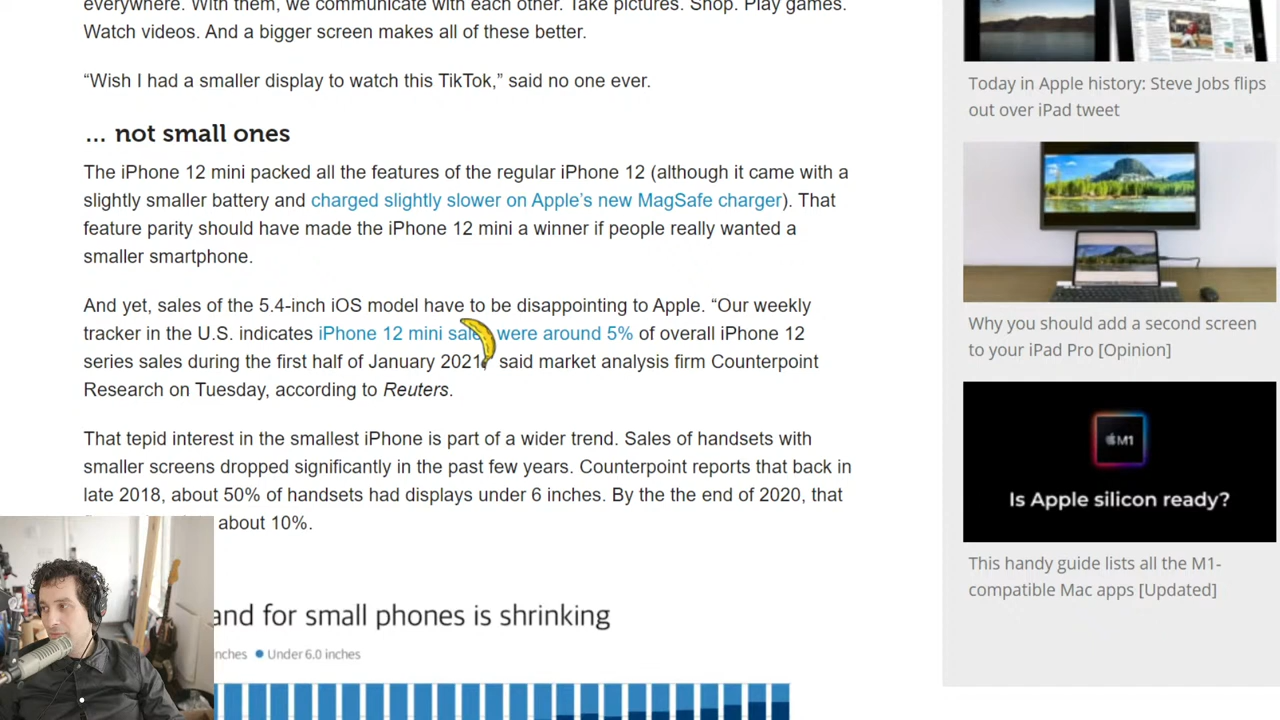 everywhere. With them, we communicate with each other. Take pictures. Shop. Play games.
Watch videos. And a bigger screen makes all of these better.
“Wish I had a smaller display to watch this TikTok,” said no one ever.
… not small ones
The iPhone 12 mini packed all the features of the regular iPhone 12 (although it came with a
slightly smaller battery and charged slightly slower on Apple’s new MagSafe charger). That
feature parity should have made the iPhone 12 mini a winner if people really wanted a
smaller smartphone.
And yet, sales of the 5.4-inch iOS model have to be disappointing to Apple. “Our weekly
tracker in the U.S. indicates iPhone 12 mini sales were around 5% of overall iPhone 12
series sales during the first half of January 2021,” said market analysis firm Counterpoint
Research on Tuesday, according to Reuters.
That tepid interest in the smallest iPhone is part of a wider trend. Sales of handsets with
smaller screens dropped significantly in the past few years. Counterpoint reports that back in
late 2018, about 50% of handsets had displays under 6 inches. By the the end of 2020, that
about 10%.
and for small phones is shrinking
nches Under 6.0 inches
Today in Apple history: Steve Jobs flips
out over iPad tweet
Why you should add a second screen
to your iPad Pro [Opinion]
M1
Is Apple silicon ready?
This handy guide lists all the M1-
compatible Mac apps [Updated]